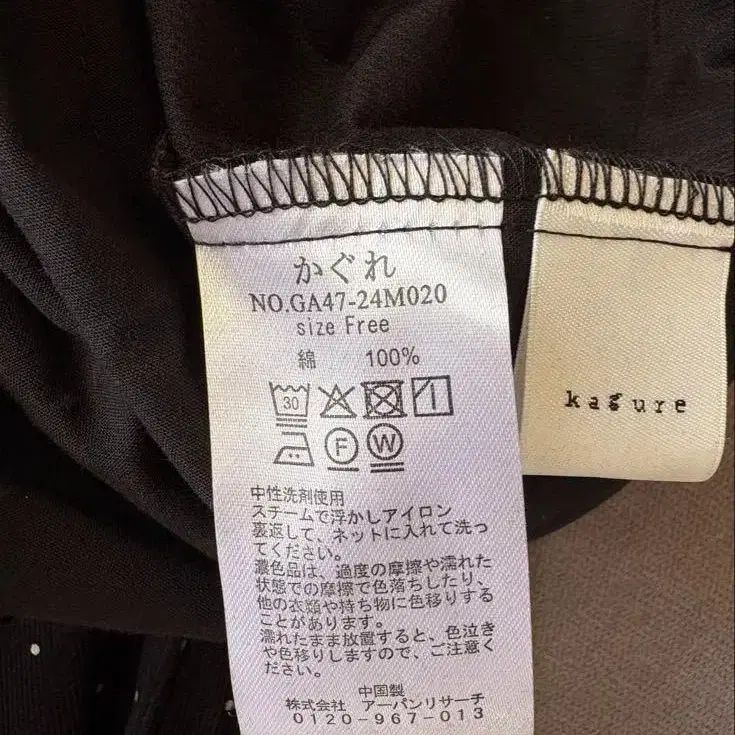 かぐれ
NO.GA47-24M020
size Free
綿 100%
30
F W
中性洗剤使用
スチームで浮かしアイロン
裏返して、ネットに入れて洗っ
てください。
濃色品は、過度の摩擦や濡れた
状態での摩擦で色落ちしたり、
他の衣類や持ち物に色移りする
ことがあります。
濡れたまま放置すると、色泣き
や色移りしますので、ご注意く
ださい。
中国製
株式会社 アーバンリサーチ
0120-967-013
kagure